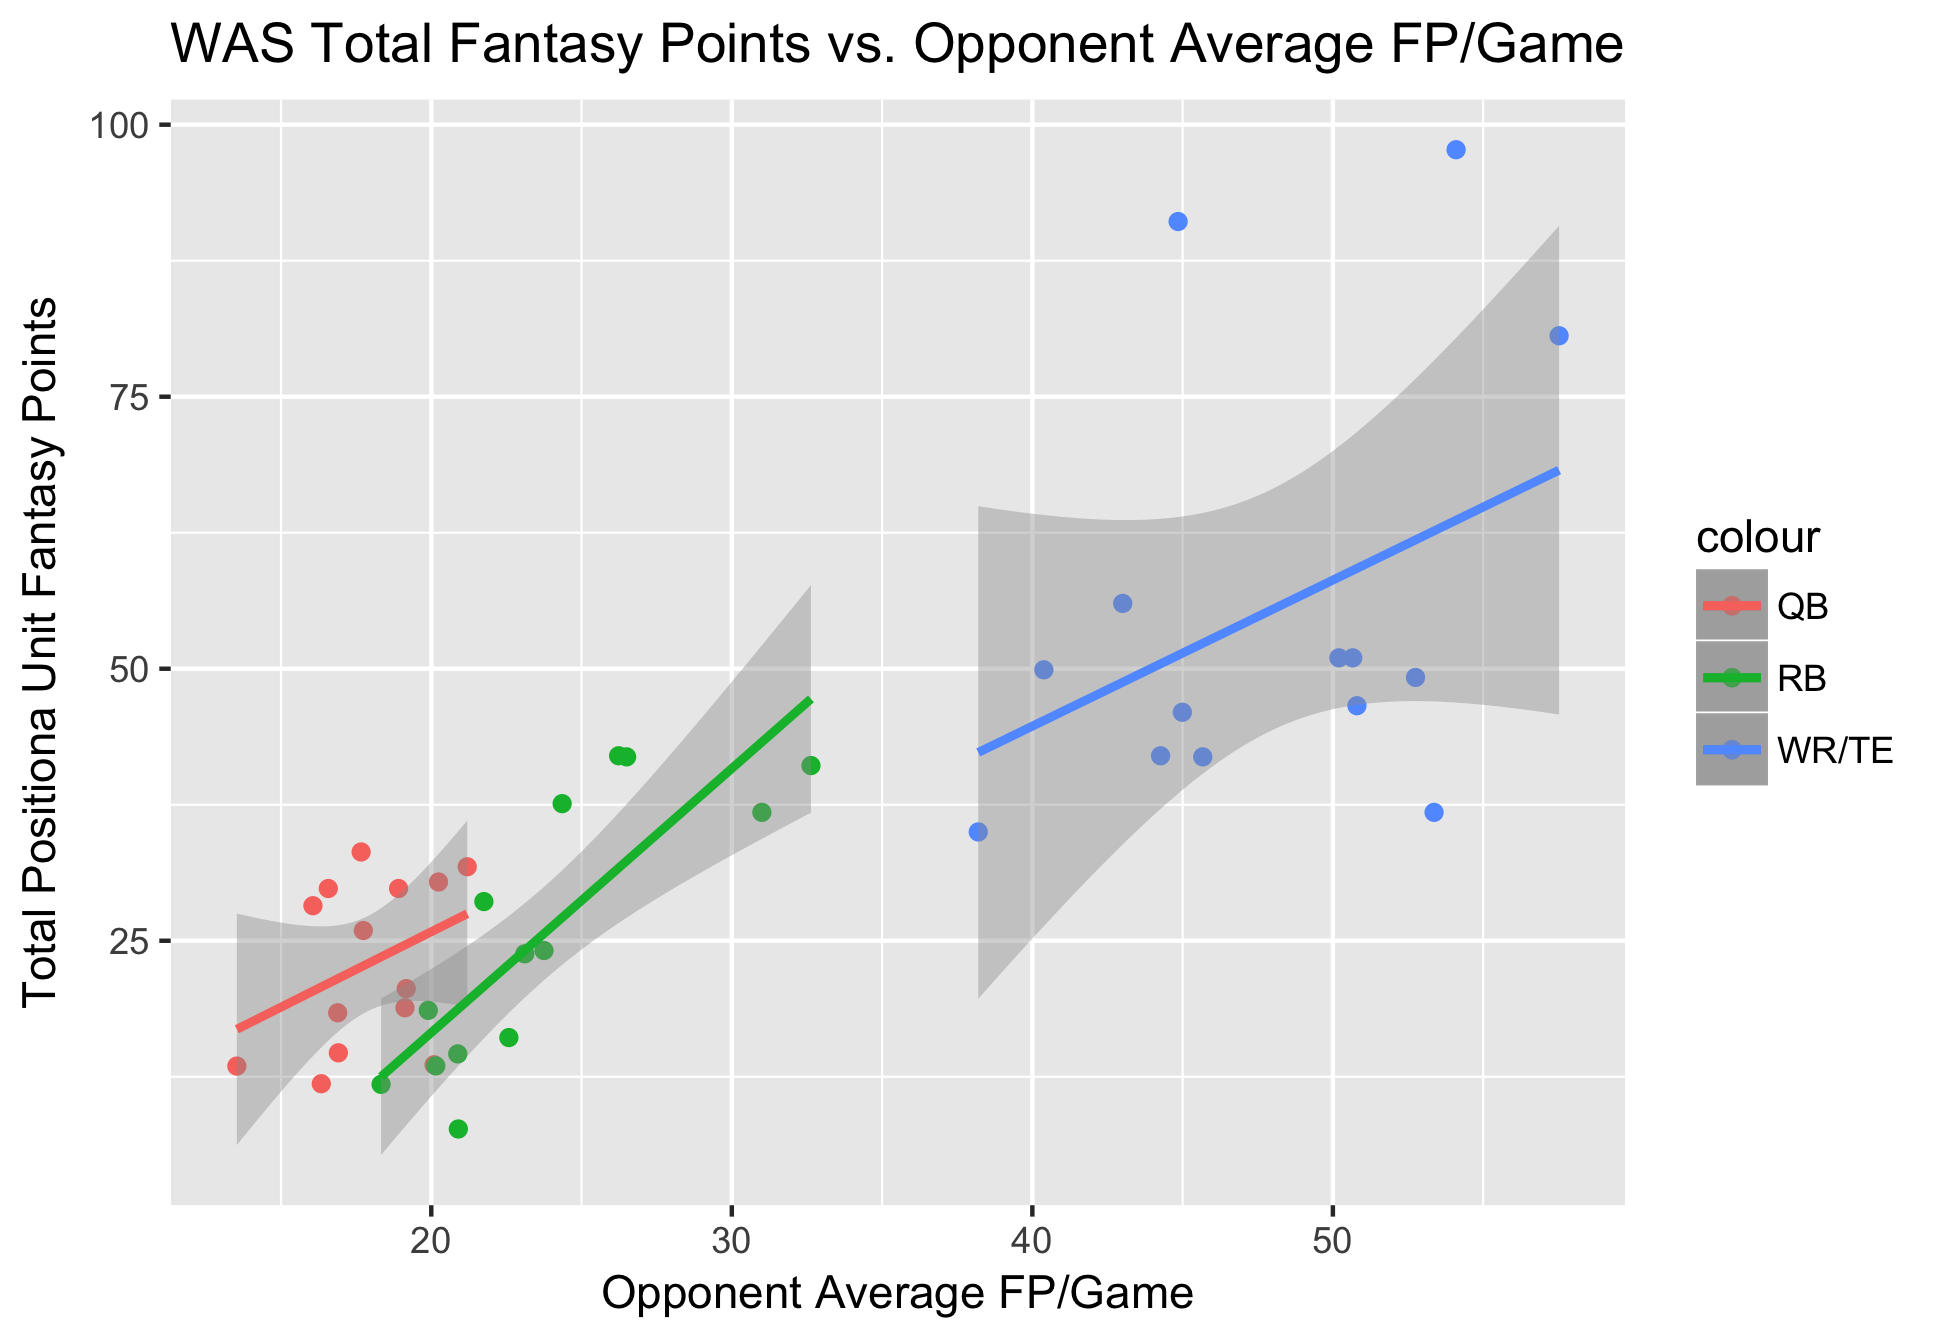 WAS Total Fantasy Points vs. Opponent Average FP/Game
Total Positiona Unit Fantasy Points
100
75
50
25
20
30
40
50
Opponent Average FP/Game
colour
QB
RB
WR/TE